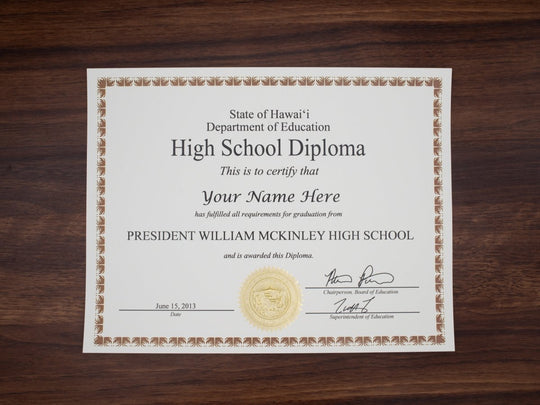 State of Hawaiʻi
Department of Education
High School Diploma
This is to certify that
Your Name Here
has fulfilled all requirements for graduation from
PRESIDENT WILLIAM MCKINLEY HIGH SCHOOL
and is awarded this Diploma.
Chairperson, Board of Education
June 15, 2013
Date
Superintendent of Education